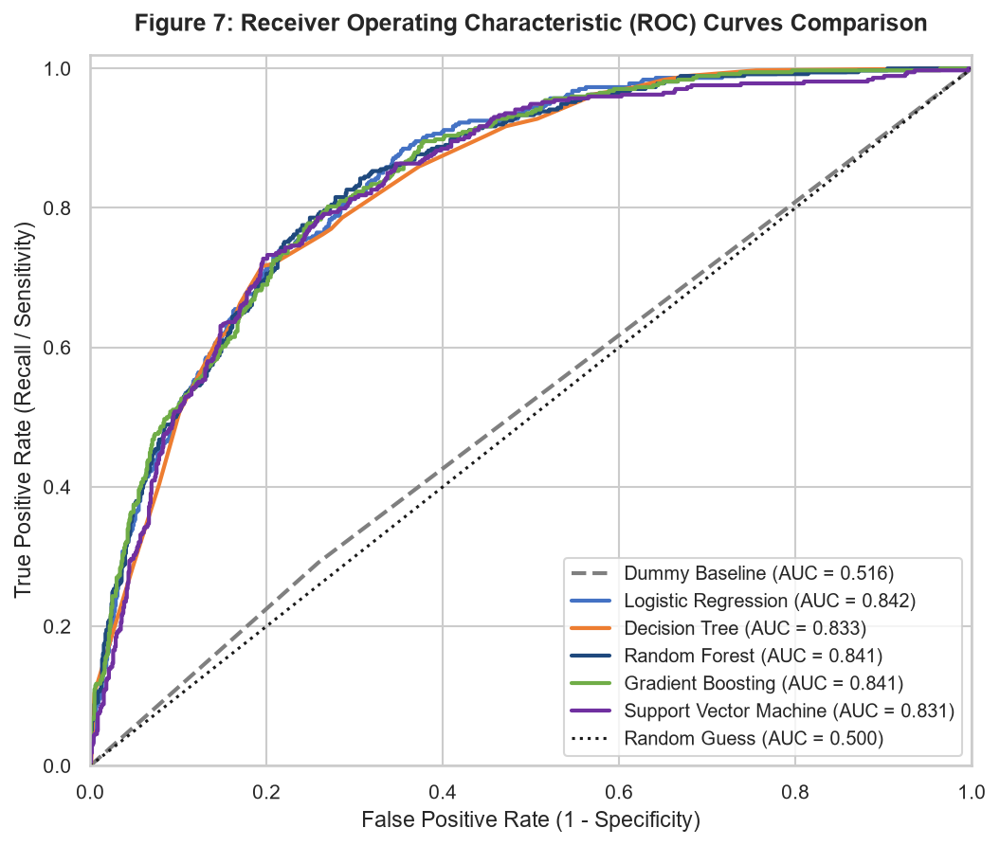 Figure 7: Receiver Operating Characteristic (ROC) Curves Comparison
True Positive Rate (Recall / Sensitivity)
1.0
0.8
0.6
0.4
0.2
0.0
Dummy Baseline (AUC = 0.516)
Logistic Regression (AUC = 0.842)
Decision Tree (AUC = 0.833)
Random Forest (AUC = 0.841)
Gradient Boosting (AUC = 0.841)
Support Vector Machine (AUC = 0.831)
Random Guess (AUC = 0.500)
0.0 0.2 0.4 0.6 0.8 1.0
False Positive Rate (1 - Specificity)